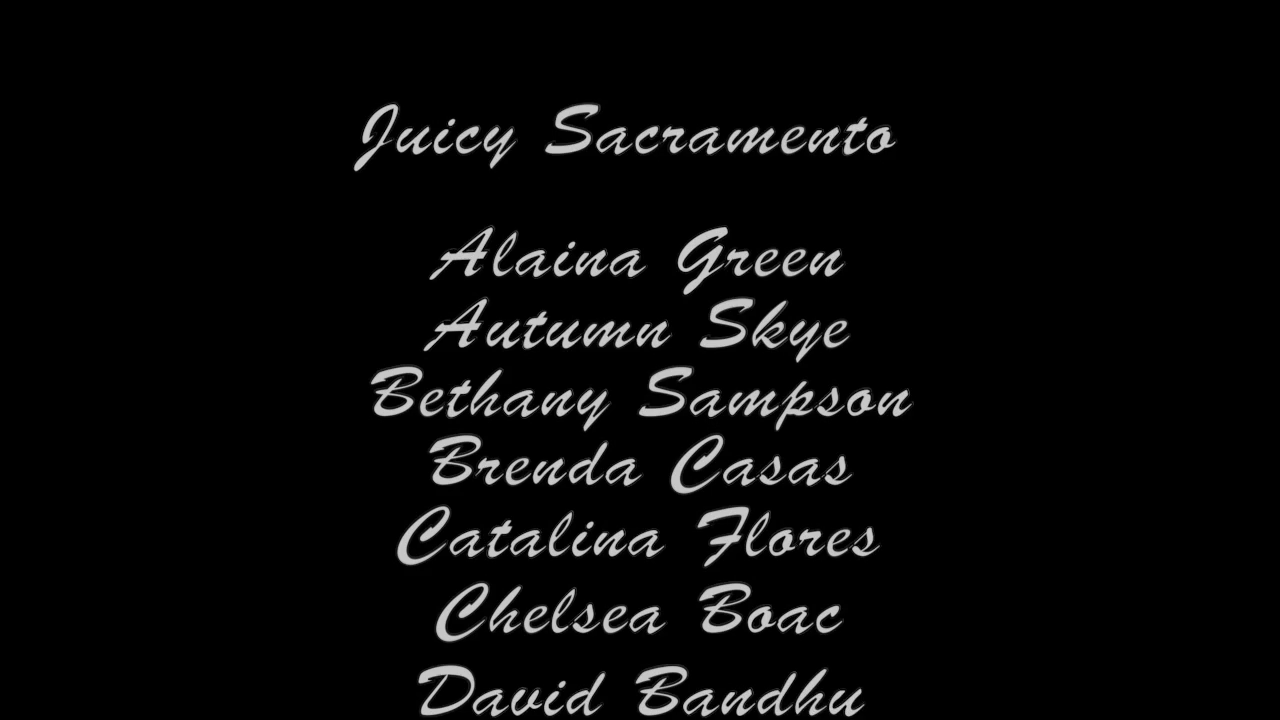 Juicy Sacramento
Alaina Green
Autumn Skye
Bethany Sampson
Brenda Casas
Catalina Flores
Chelsea Boac
David Bandhu